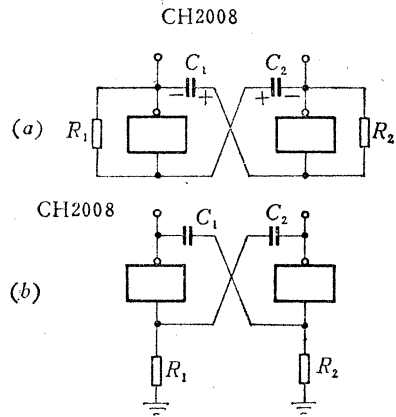 CH2008
C₁ C₂
− + + −
(a) R₁ R₂
CH2008
C₁ C₂
(b)
R₁ R₂